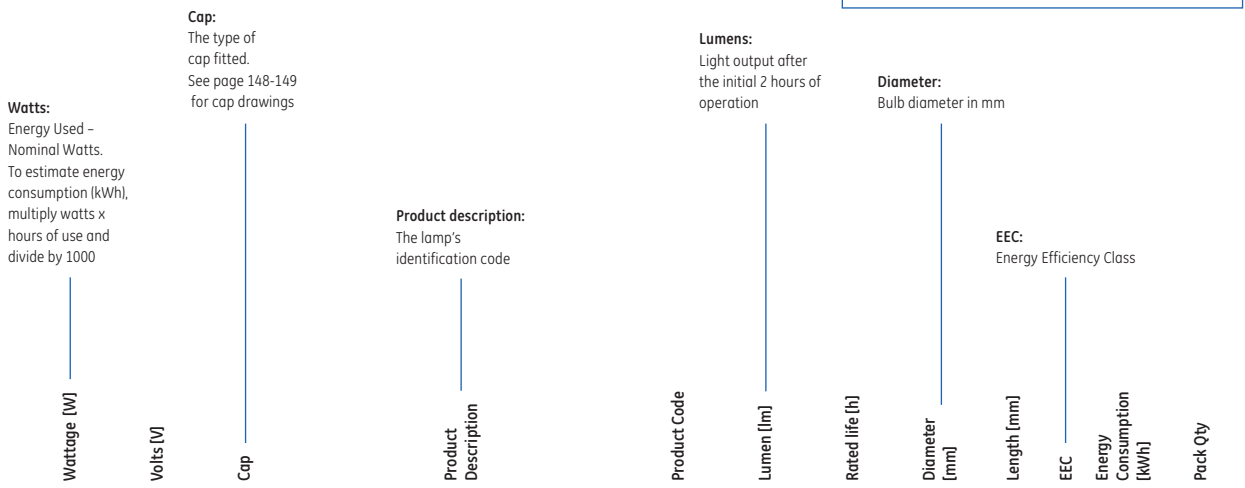 Cap:
The type of
cap fitted.
See page 148-149
for cap drawings
Lumens:
Light output after
the initial 2 hours of
operation
Diameter:
Bulb diameter in mm
Watts:
Energy Used –
Nominal Watts.
To estimate energy
consumption (kWh),
multiply watts x
hours of use and
divide by 1000
Product description:
The lamp's
identification code
EEC:
Energy Efficiency Class
Wattage [W]
Volts [V]
Cap
Product
Description
Product Code
Lumen [lm]
Rated life [h]
Diameter
[mm]
Length [mm]
EEC
Energy
Consumption
[kWh]
Pack Qty